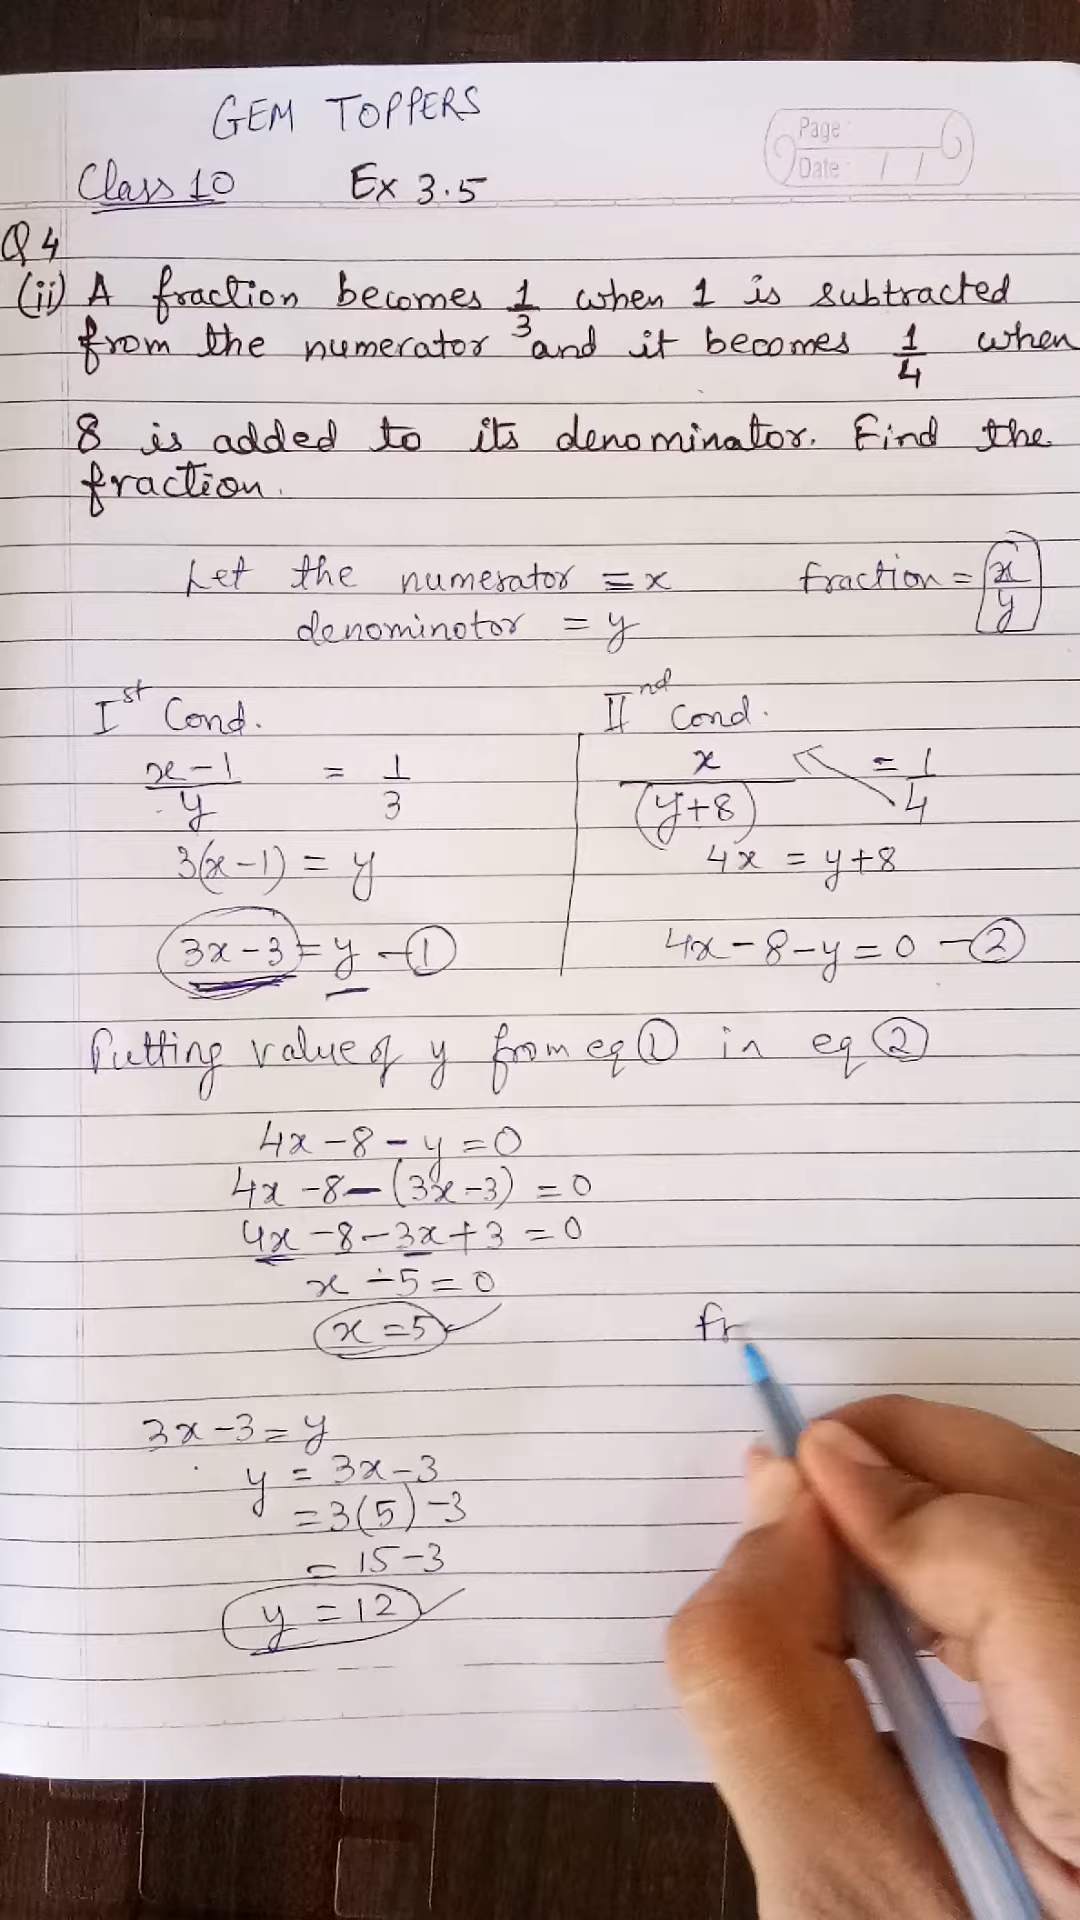 GEM TOPPERS
Page :
Date : / /
Class 10 Ex 3.5
Q 4
(ii) A fraction becomes 1/3 when 1 is subtracted
from the numerator and it becomes 1/4 when
8 is added to its denominator. Find the
fraction.
Let the numerator = x fraction = x/y
denominotor = y
Ist Cond. IInd Cond.
x-1/y = 1/3 x/(y+8) = 1/4
3(x-1) = y 4x = y+8
3x-3 = y - ① 4x-8-y=0 - ②
Putting value of y from eq ① in eq ②
4x-8-y=0
4x-8-(3x-3) = 0
4x-8-3x+3 = 0
x-5=0
x=5 fr
3x-3=y
y = 3x-3
=3(5)-3
= 15-3
y = 12